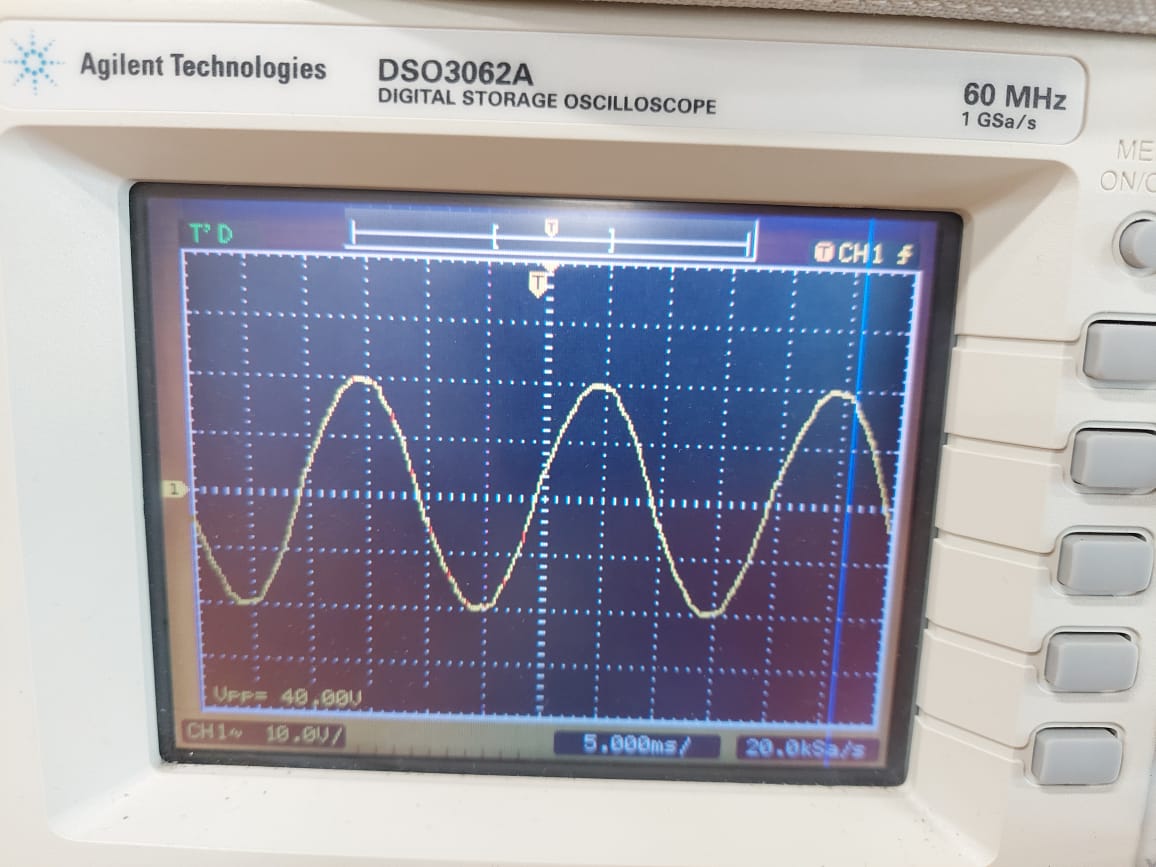 Agilent Technologies
DSO3062A
DIGITAL STORAGE OSCILLOSCOPE
60 MHz
1 GSa/s
ME
ON/O
T'D
T
T CH1
T
1
Vpp= 40.00V
CH1~ 10.0V/
5.000ms/
20.0kSa/s